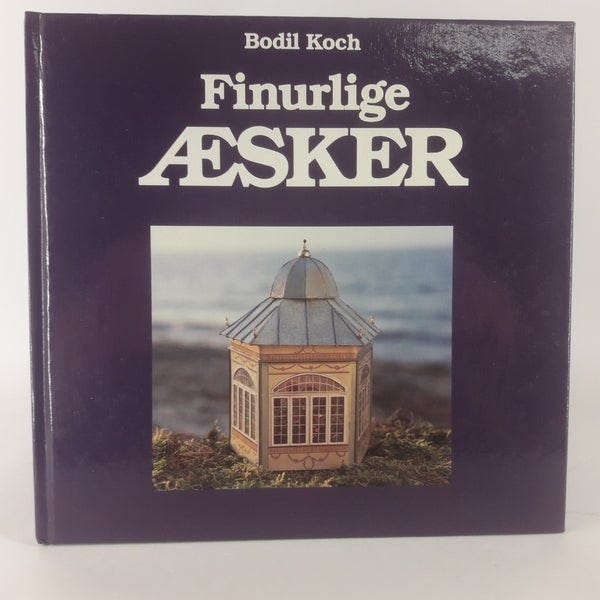 Bodil Koch
Finurlige
ÆSKER